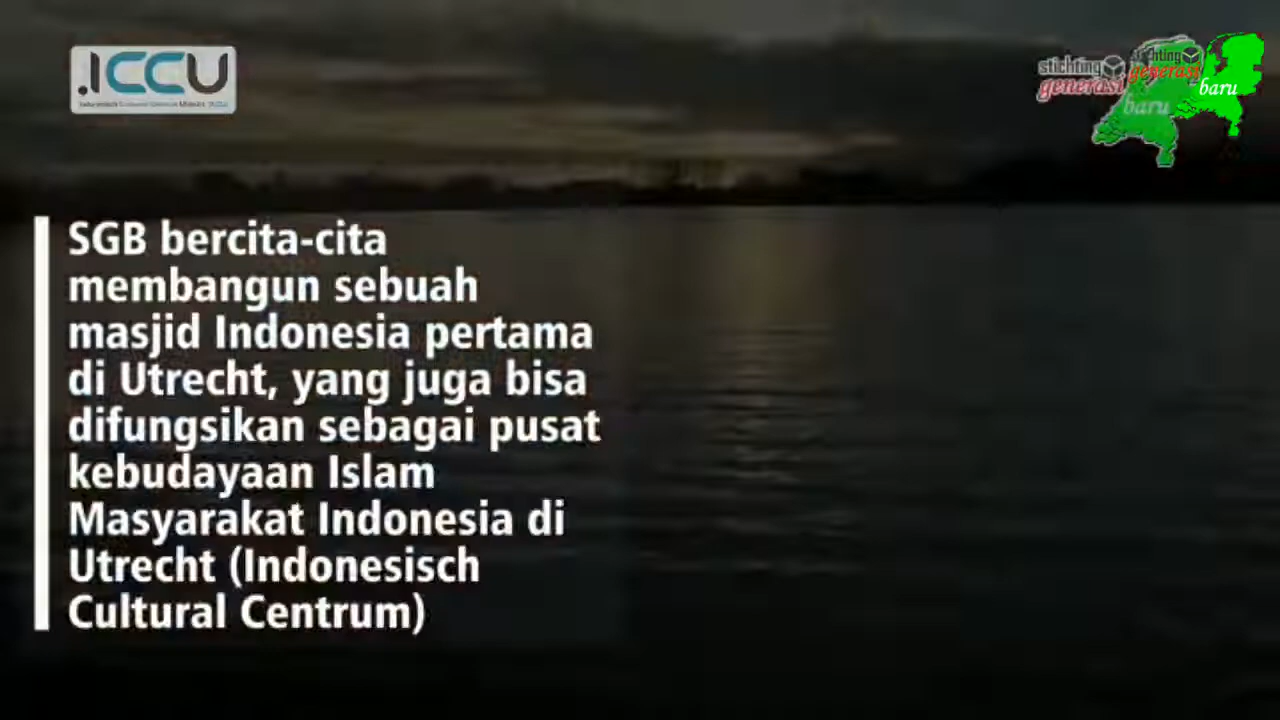 .ICCU
stichting
generasi
baru
stichting
generasi
baru
SGB bercita-cita
membangun sebuah
masjid Indonesia pertama
di Utrecht, yang juga bisa
difungsikan sebagai pusat
kebudayaan Islam
Masyarakat Indonesia di
Utrecht (Indonesisch
Cultural Centrum)